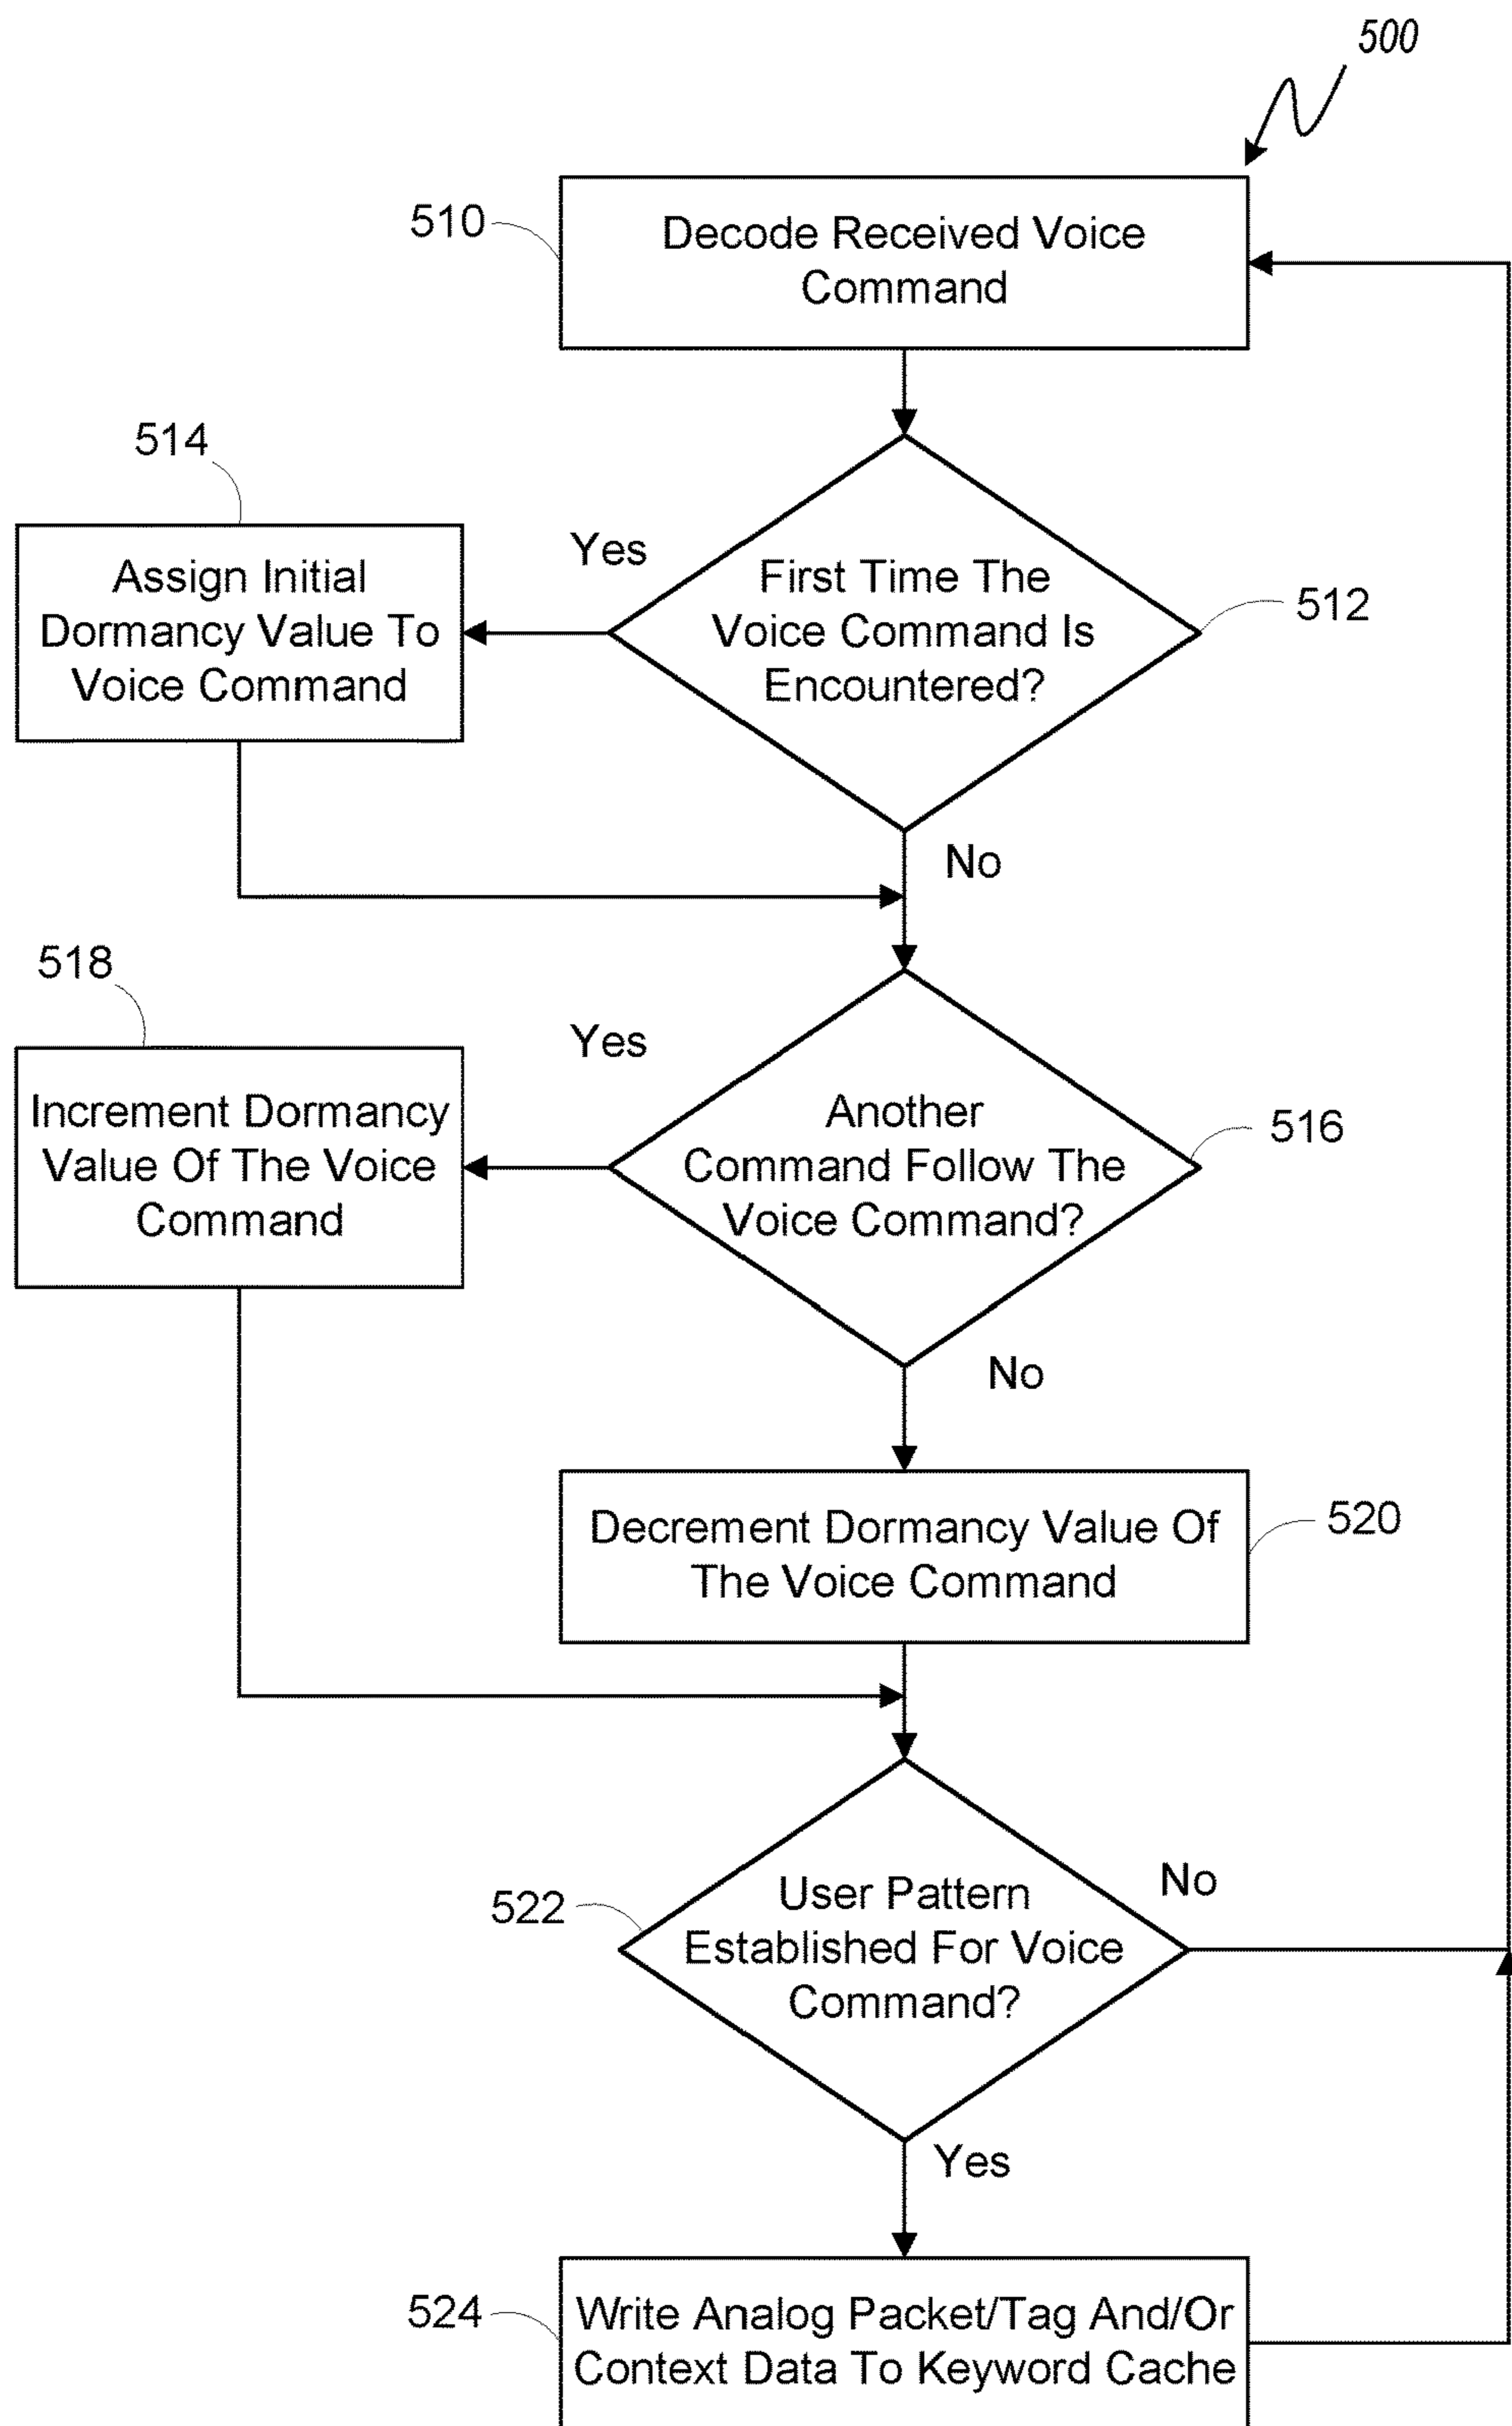 500
510
Decode Received Voice
Command
514
Assign Initial
Dormancy Value To
Voice Command
Yes
First Time The
Voice Command Is
Encountered?
512
No
518
Increment Dormancy
Value Of The Voice
Command
Yes
Another
Command Follow The
Voice Command?
516
No
Decrement Dormancy Value Of
The Voice Command
520
522
User Pattern
Established For Voice
Command?
No
Yes
524
Write Analog Packet/Tag And/Or
Context Data To Keyword Cache